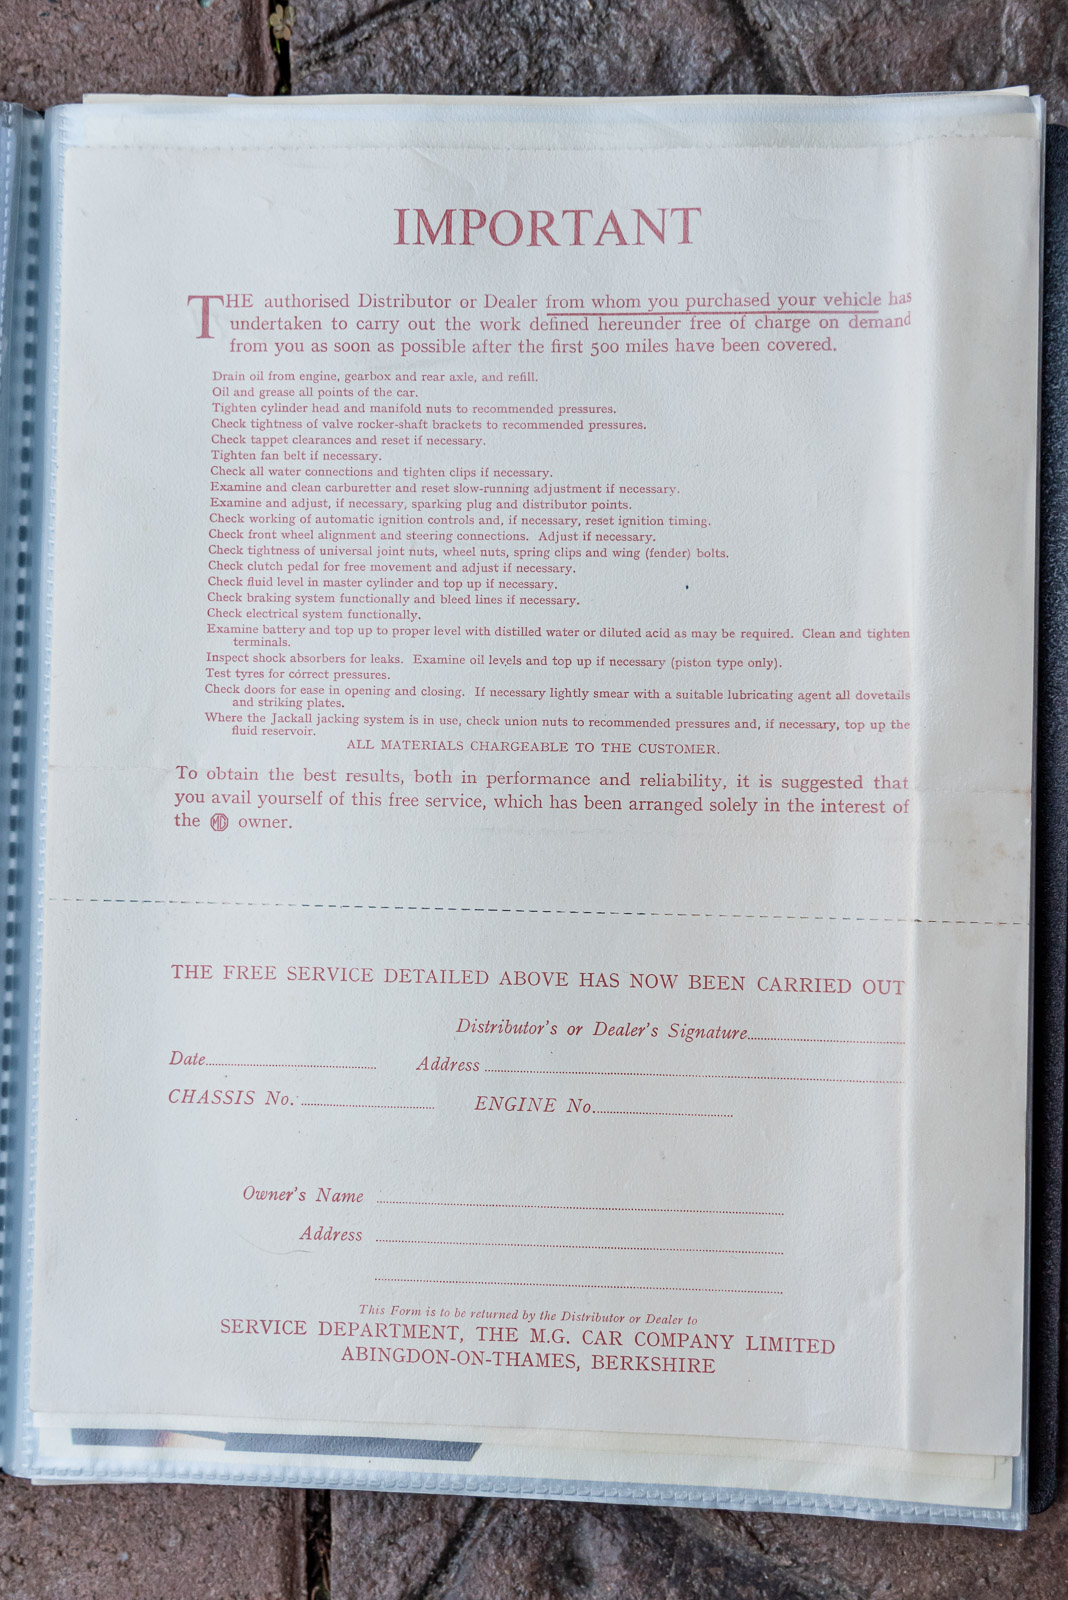 IMPORTANT
THE authorised Distributor or Dealer from whom you purchased your vehicle has
undertaken to carry out the work defined hereunder free of charge on demand
from you as soon as possible after the first 500 miles have been covered.
Drain oil from engine, gearbox and rear axle, and refill.
Oil and grease all points of the car.
Tighten cylinder head and manifold nuts to recommended pressures.
Check tightness of valve rocker-shaft brackets to recommended pressures.
Check tappet clearances and reset if necessary.
Tighten fan belt if necessary.
Check all water connections and tighten clips if necessary.
Examine and clean carburetter and reset slow-running adjustment if necessary.
Examine and adjust, if necessary, sparking plug and distributor points.
Check working of automatic ignition controls and, if necessary, reset ignition timing.
Check front wheel alignment and steering connections. Adjust if necessary.
Check tightness of universal joint nuts, wheel nuts, spring clips and wing (fender) bolts.
Check clutch pedal for free movement and adjust if necessary.
Check fluid level in master cylinder and top up if necessary.
Check braking system functionally and bleed lines if necessary.
Check electrical system functionally.
Examine battery and top up to proper level with distilled water or diluted acid as may be required. Clean and tighten
terminals.
Inspect shock absorbers for leaks. Examine oil levels and top up if necessary (piston type only).
Test tyres for correct pressures.
Check doors for ease in opening and closing. If necessary lightly smear with a suitable lubricating agent all dovetails
and striking plates.
Where the Jackall jacking system is in use, check union nuts to recommended pressures and, if necessary, top up the
fluid reservoir.
ALL MATERIALS CHARGEABLE TO THE CUSTOMER.
To obtain the best results, both in performance and reliability, it is suggested that
you avail yourself of this free service, which has been arranged solely in the interest of
the MG owner.
THE FREE SERVICE DETAILED ABOVE HAS NOW BEEN CARRIED OUT
Distributor's or Dealer's Signature
Date Address
CHASSIS No. ENGINE No.
Owner's Name
Address
This Form is to be returned by the Distributor or Dealer to
SERVICE DEPARTMENT, THE M.G. CAR COMPANY LIMITED
ABINGDON-ON-THAMES, BERKSHIRE